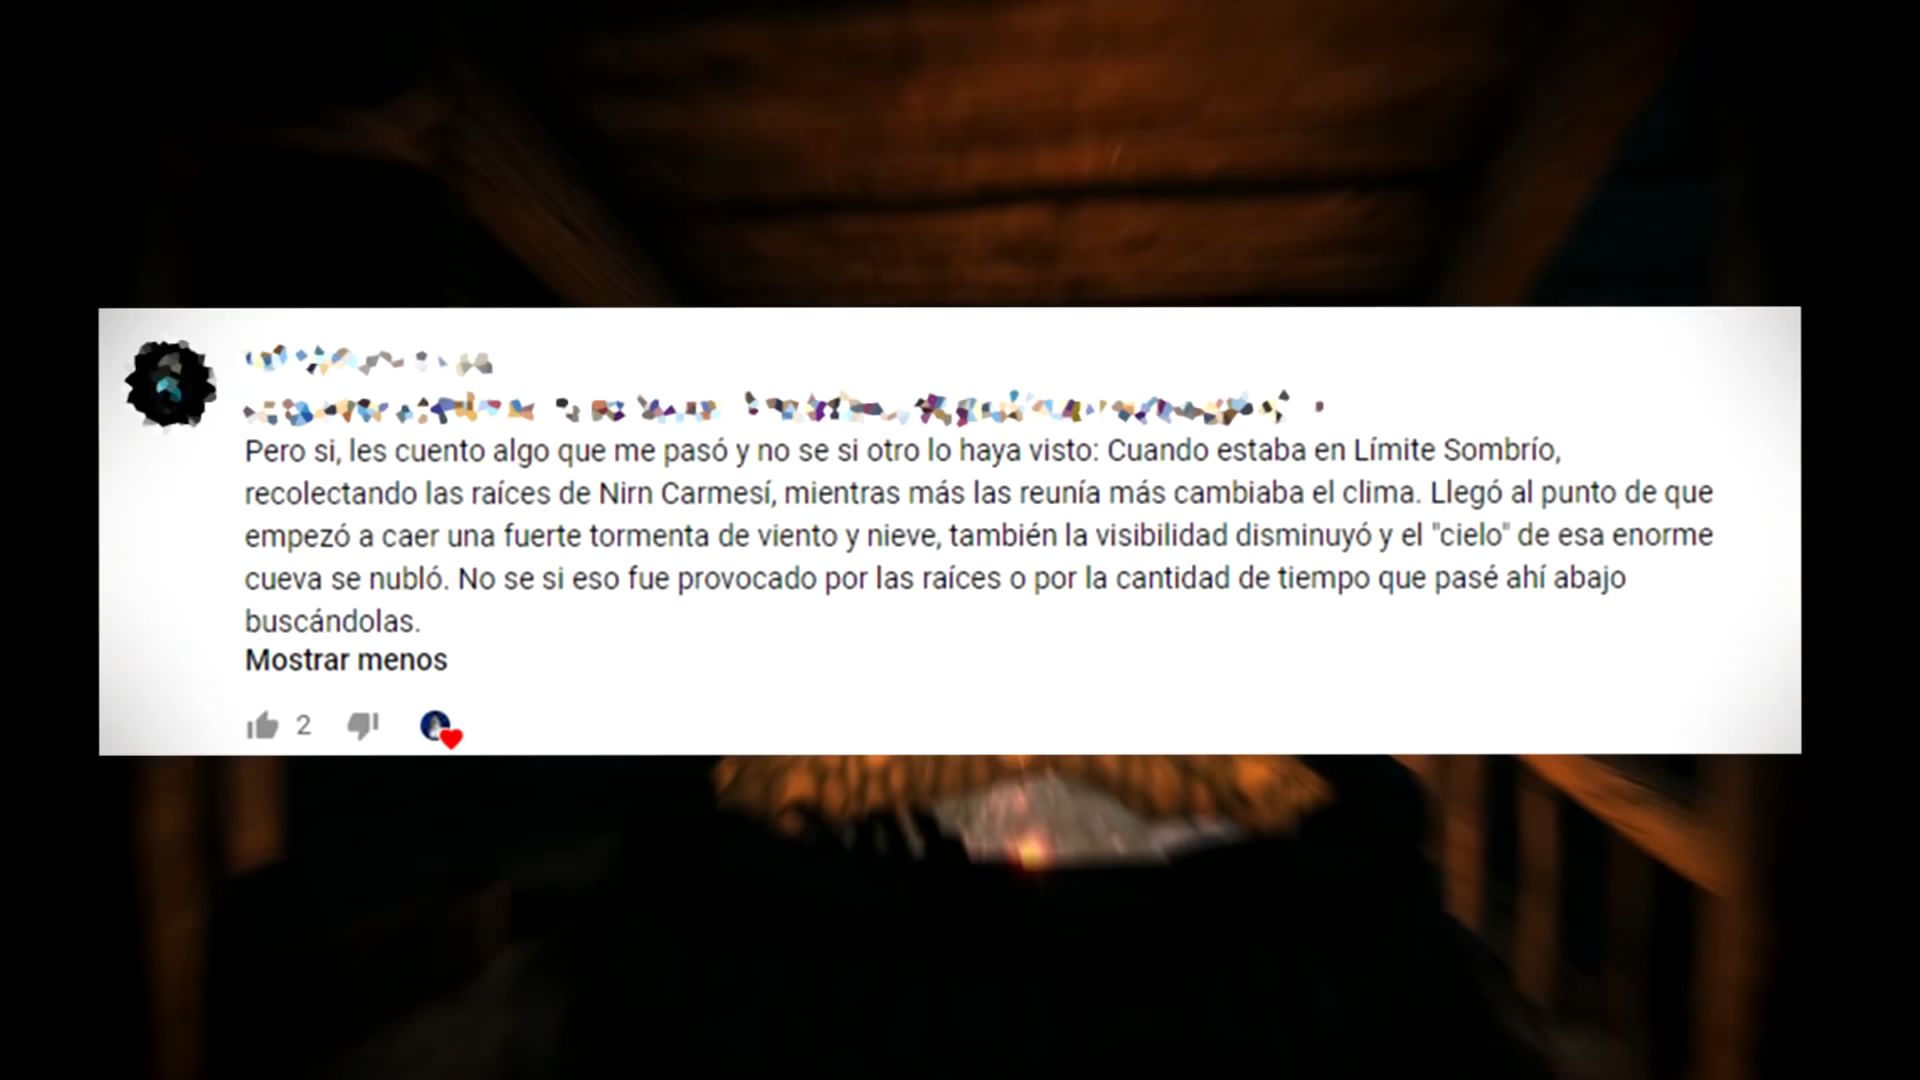 Pero si, les cuento algo que me pasó y no se si otro lo haya visto: Cuando estaba en Límite Sombrío,
recolectando las raíces de Nirn Carmesí, mientras más las reunía más cambiaba el clima. Llegó al punto de que
empezó a caer una fuerte tormenta de viento y nieve, también la visibilidad disminuyó y el "cielo" de esa enorme
cueva se nubló. No se si eso fue provocado por las raíces o por la cantidad de tiempo que pasé ahí abajo
buscándolas.
Mostrar menos
2